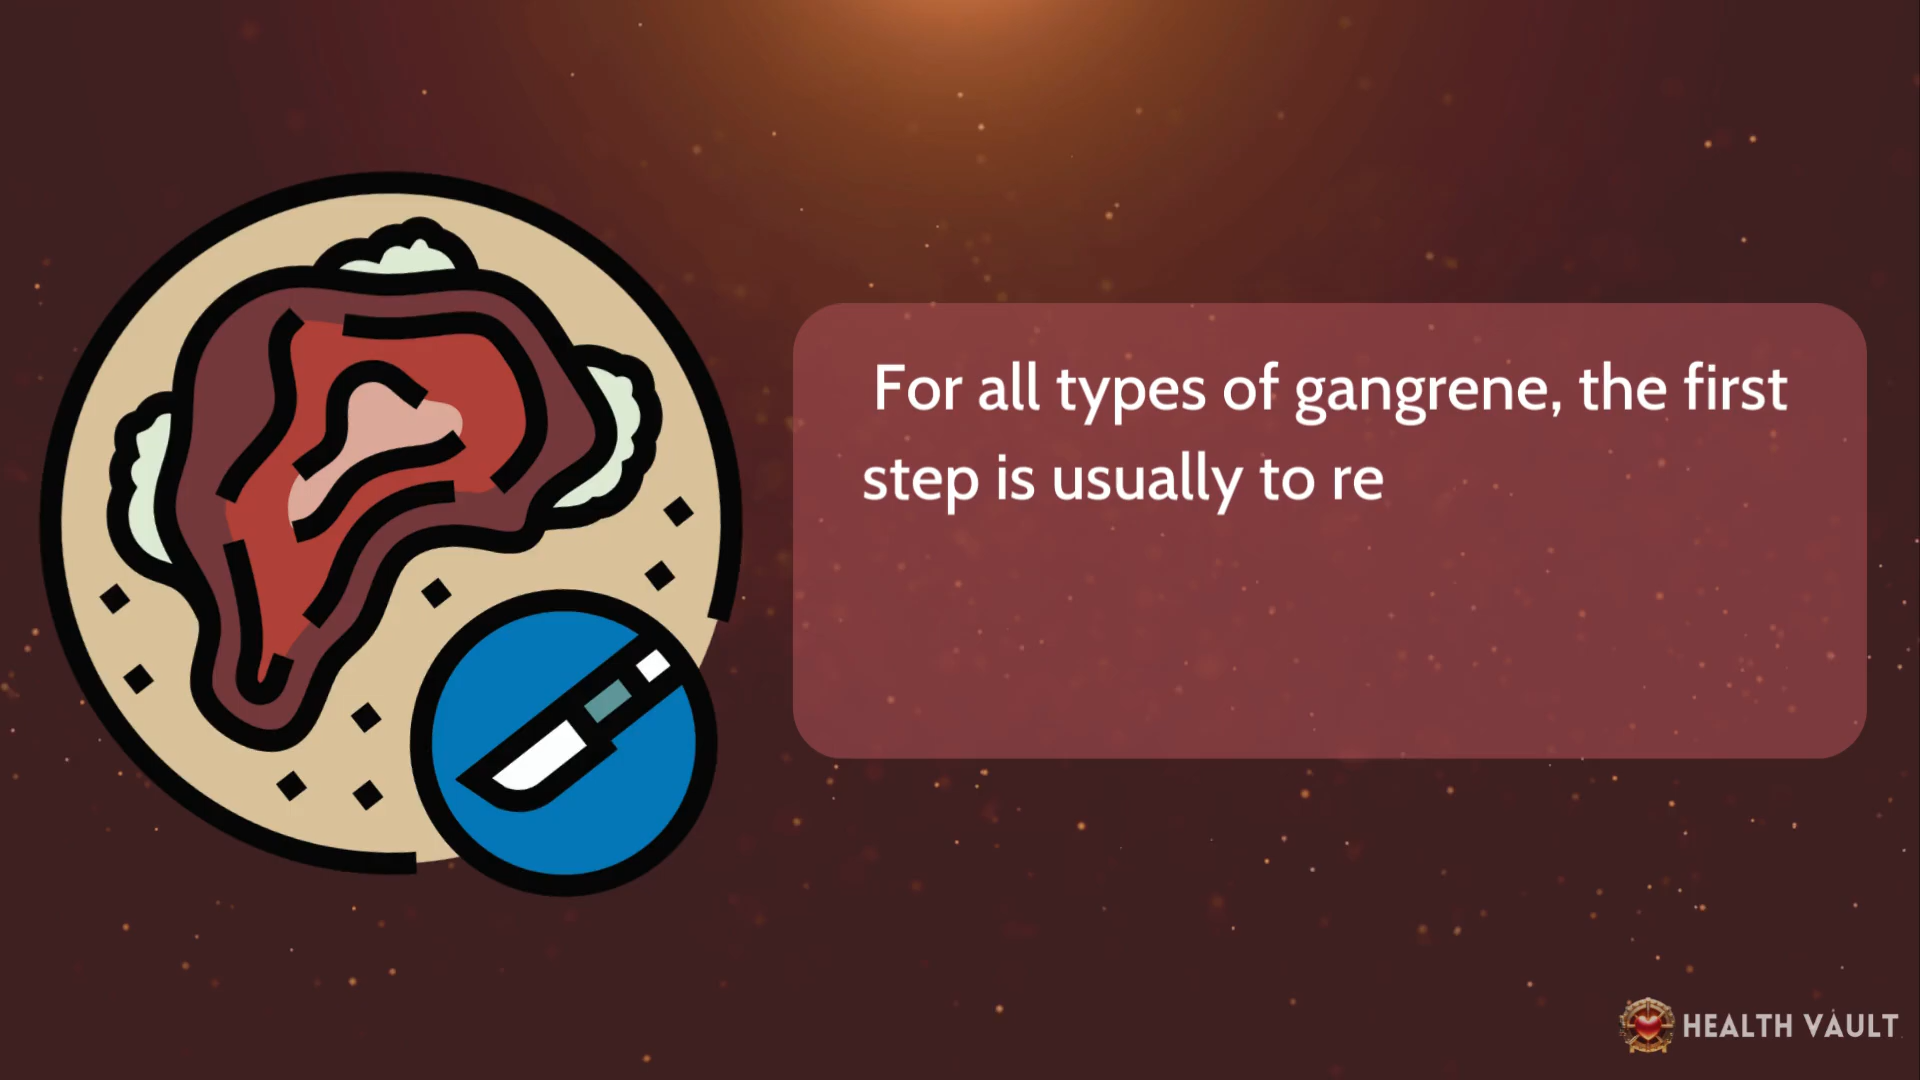 For all types of gangrene, the first
step is usually to re
HEALTH VAULT